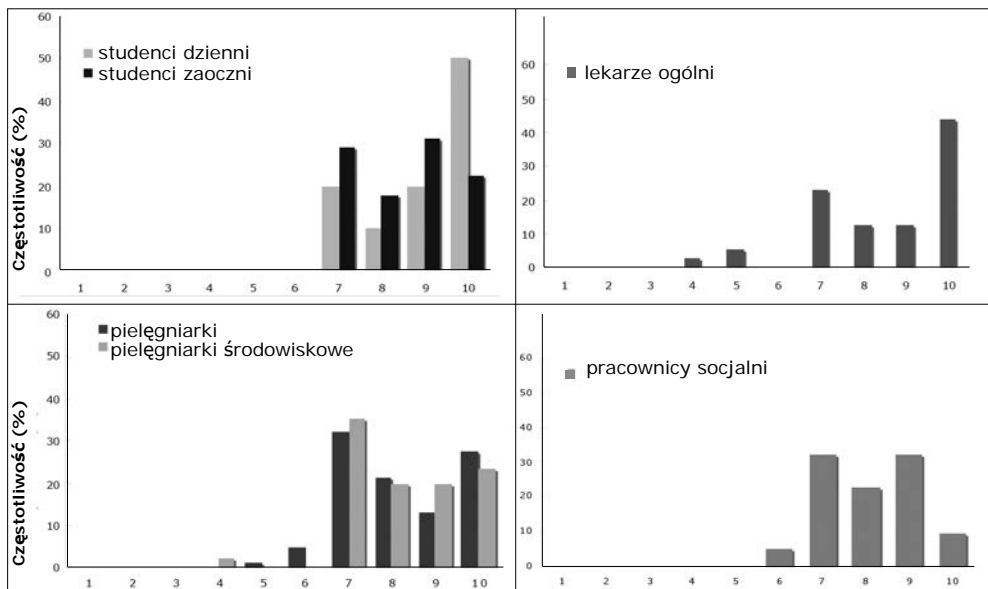 60
50
40
30
20
10
0
Częstotliwość (%)
studenci dzienni
studenci zaoczni
1 2 3 4 5 6 7 8 9 10
60
50
40
30
20
10
0
lekarze ogólni
1 2 3 4 5 6 7 8 9 10
60
50
40
30
20
10
0
Częstotliwość (%)
pielęgniarki
pielęgniarki środowiskowe
1 2 3 4 5 6 7 8 9 10
60
50
40
30
20
10
0
pracownicy socjalni
1 2 3 4 5 6 7 8 9 10